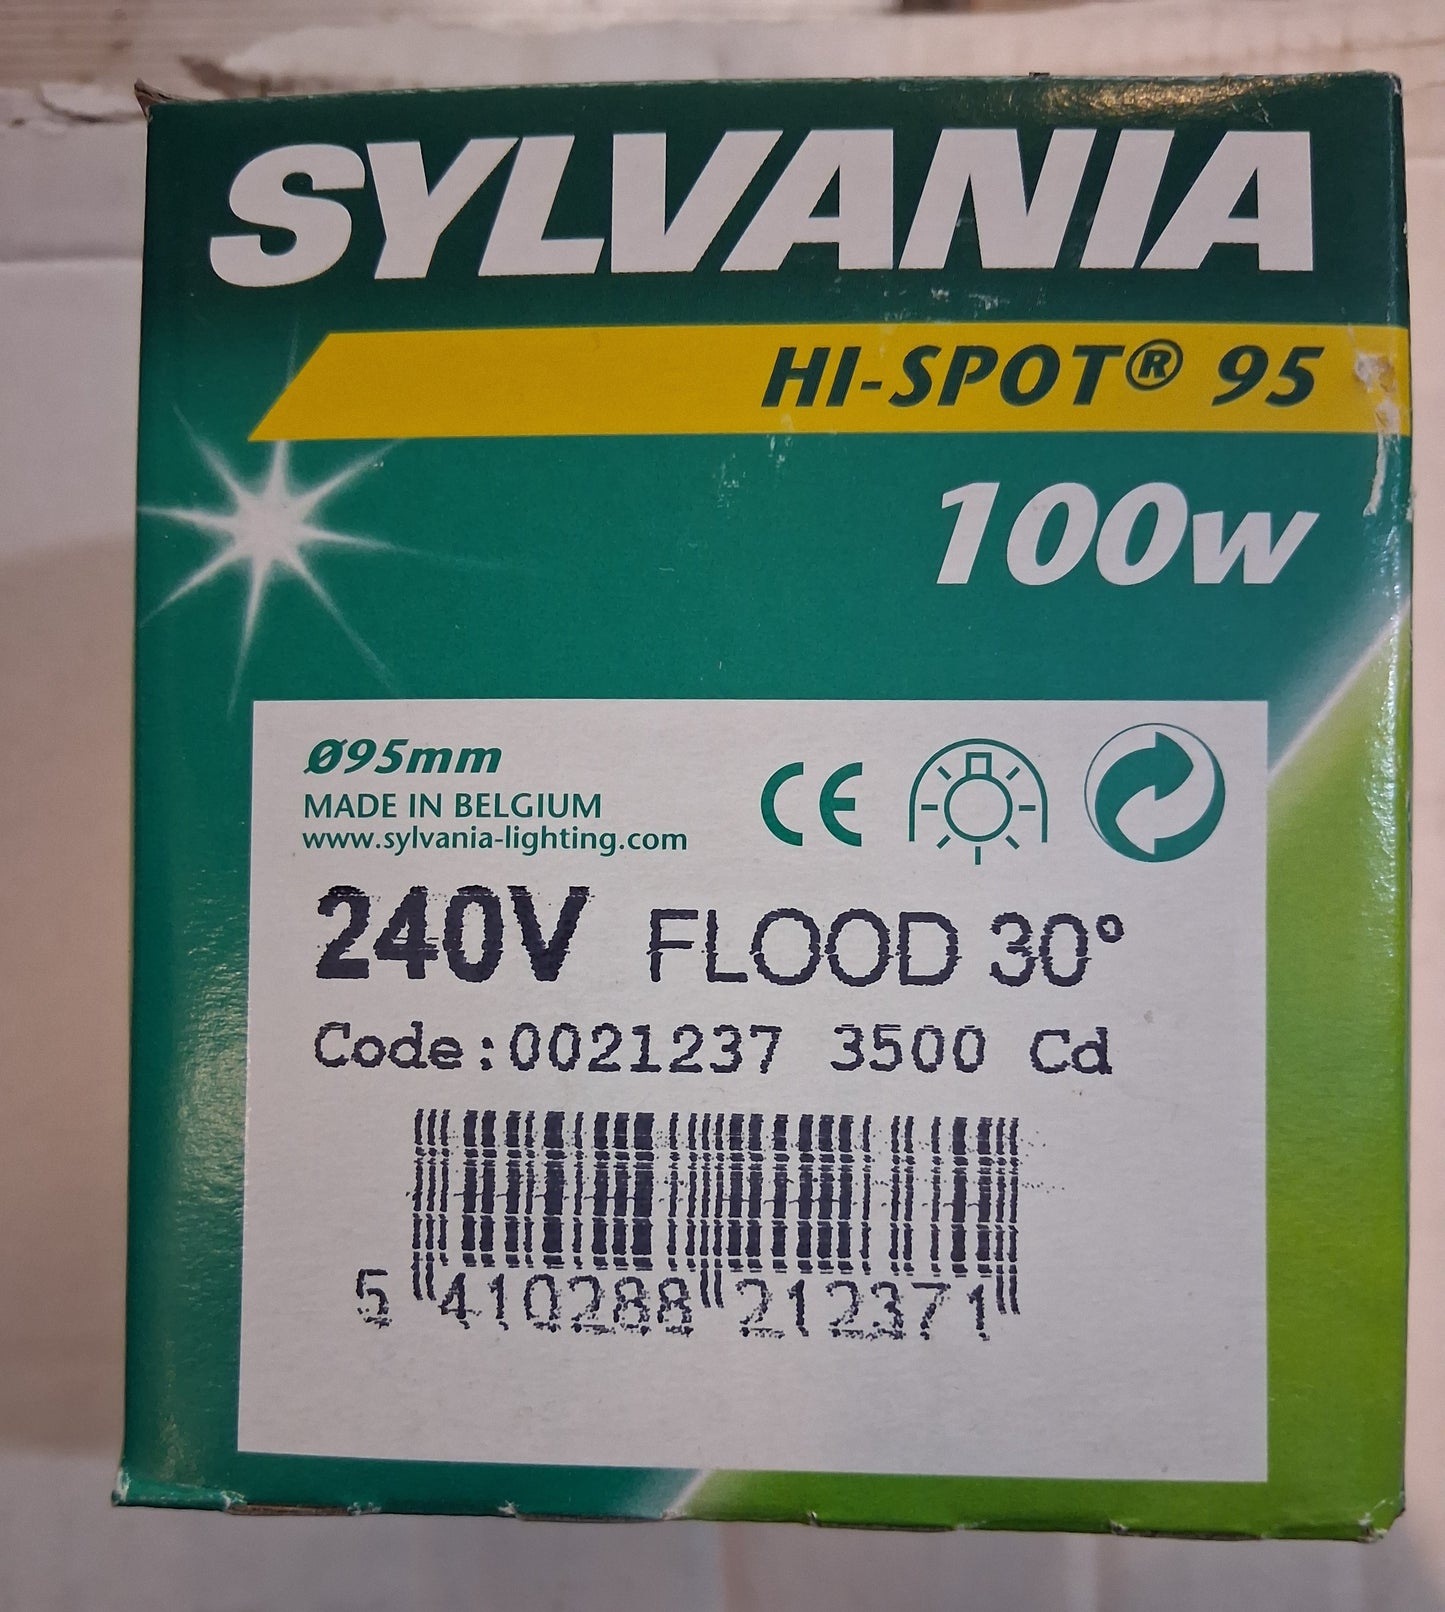 SYLVANIA
HI-SPOT® 95
100w
Ø95mm
MADE IN BELGIUM
www.sylvania-lighting.com
CE
240V FLOOD 30°
Code:0021237 3500 Cd
5 410288 212371